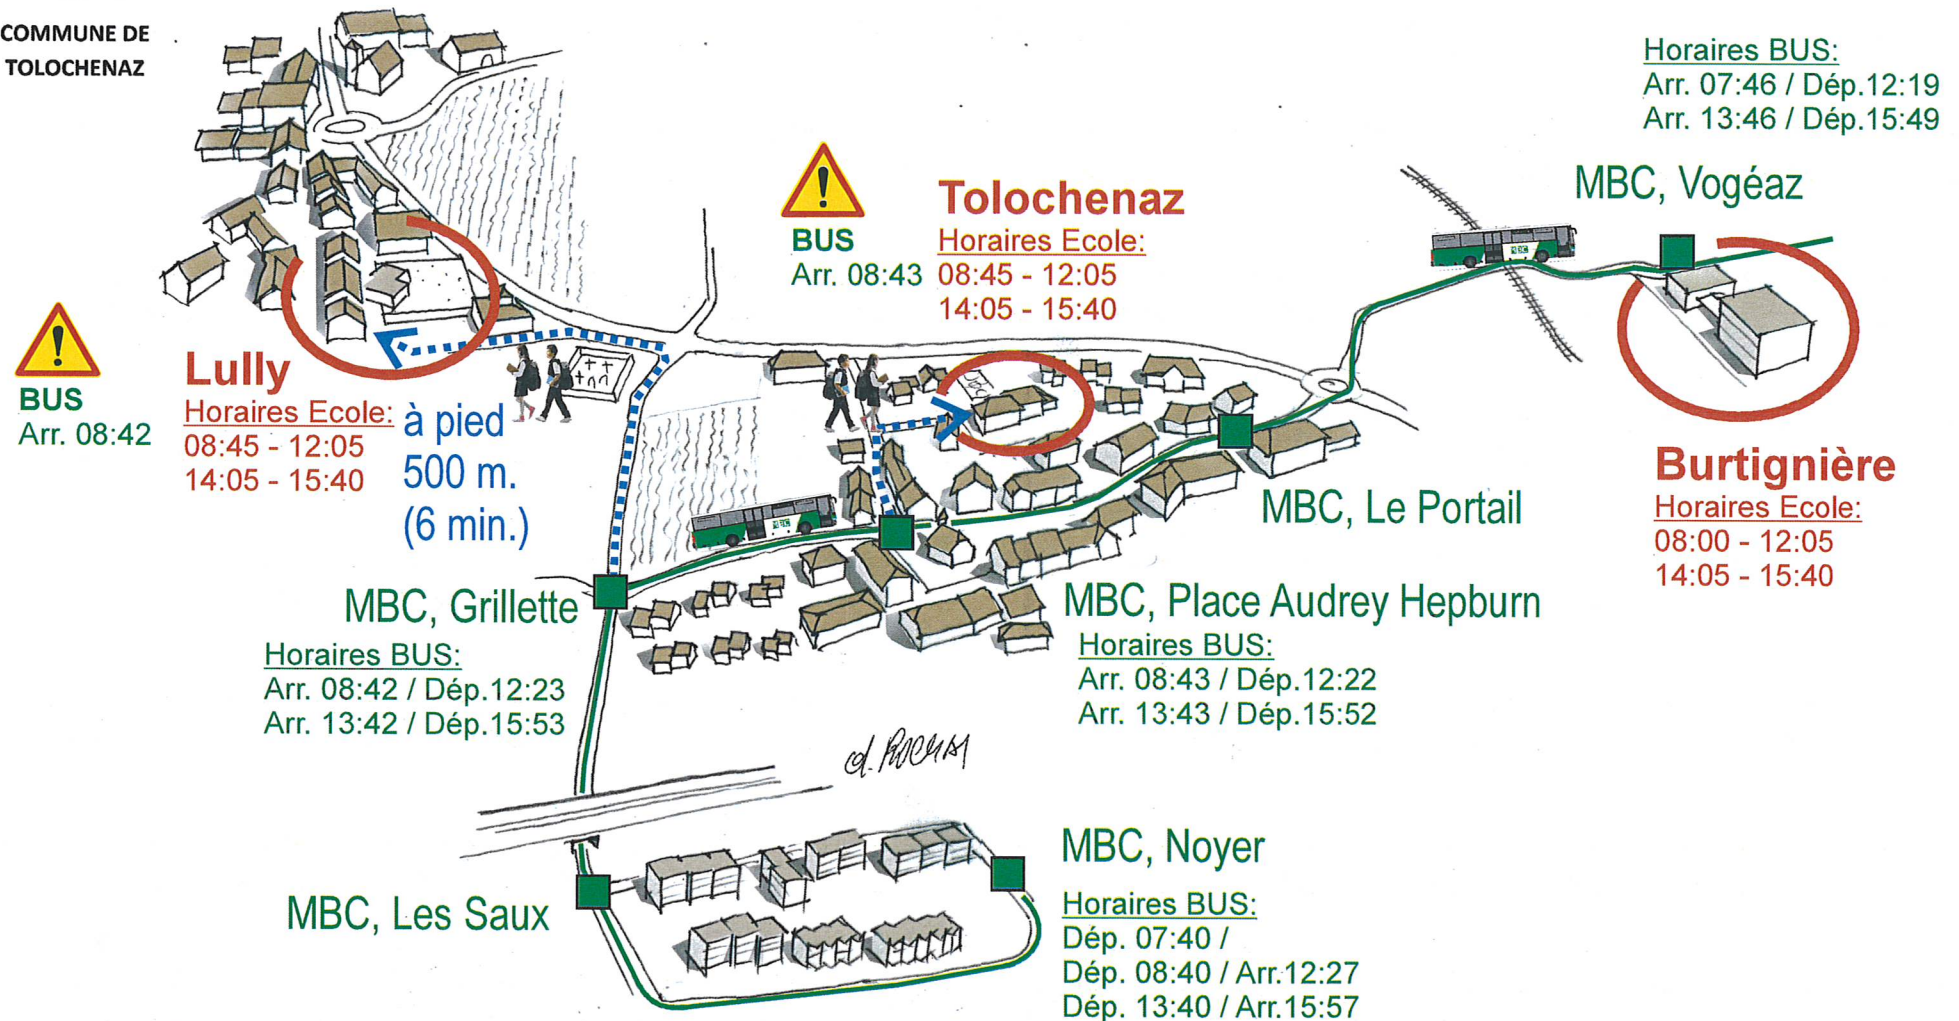 COMMUNE DE
TOLOCHENAZ
Horaires BUS:
Arr. 07:46 / Dép.12:19
Arr. 13:46 / Dép.15:49
MBC, Vogéaz
BUS
Arr. 08:43
Tolochenaz
Horaires Ecole:
08:45 - 12:05
14:05 - 15:40
BUS
Arr. 08:42
Lully
Horaires Ecole:
08:45 - 12:05
14:05 - 15:40
à pied
500 m.
(6 min.)
Burtignière
Horaires Ecole:
08:00 - 12:05
14:05 - 15:40
MBC, Le Portail
MBC, Grillette
Horaires BUS:
Arr. 08:42 / Dép.12:23
Arr. 13:42 / Dép.15:53
MBC, Place Audrey Hepburn
Horaires BUS:
Arr. 08:43 / Dép.12:22
Arr. 13:43 / Dép.15:52
MBC, Les Saux
MBC, Noyer
Horaires BUS:
Dép. 07:40 /
Dép. 08:40 / Arr.12:27
Dép. 13:40 / Arr.15:57